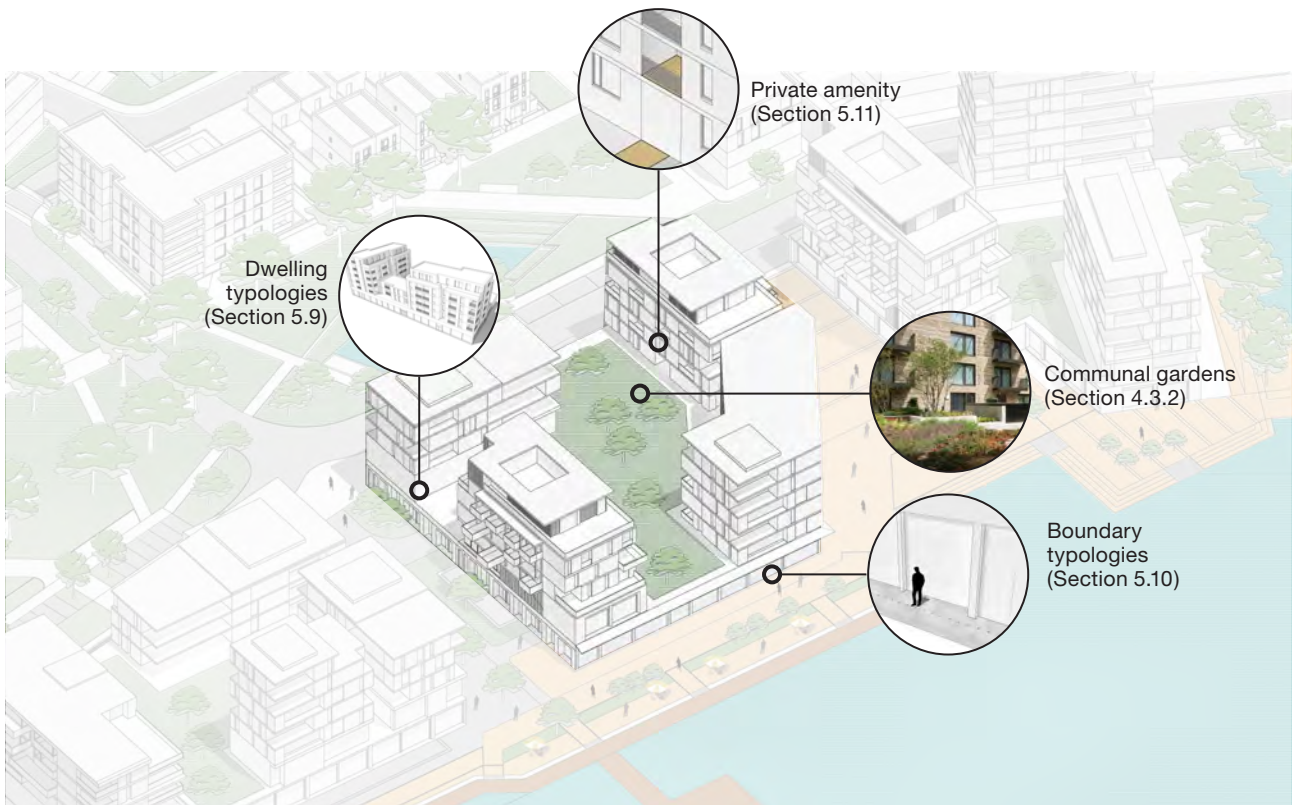 Private amenity
(Section 5.11)
Dwelling
typologies
(Section 5.9)
Communal gardens
(Section 4.3.2)
Boundary
typologies
(Section 5.10)